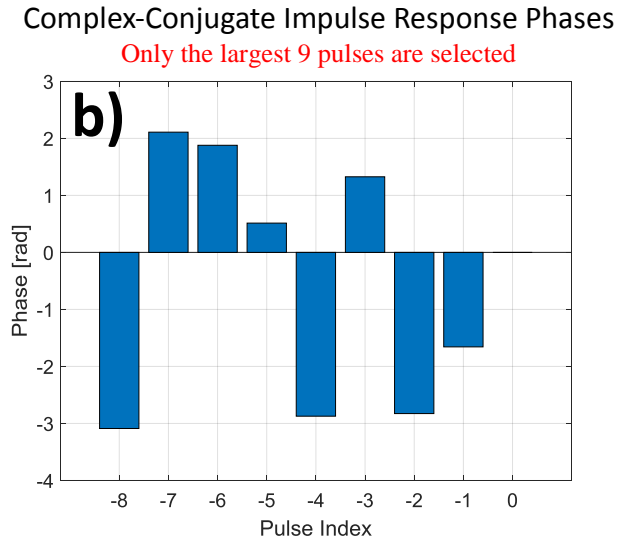 Complex-Conjugate Impulse Response Phases
Only the largest 9 pulses are selected
b)
3
2
1
0
-1
-2
-3
-4
Phase [rad]
-8 -7 -6 -5 -4 -3 -2 -1 0
Pulse Index